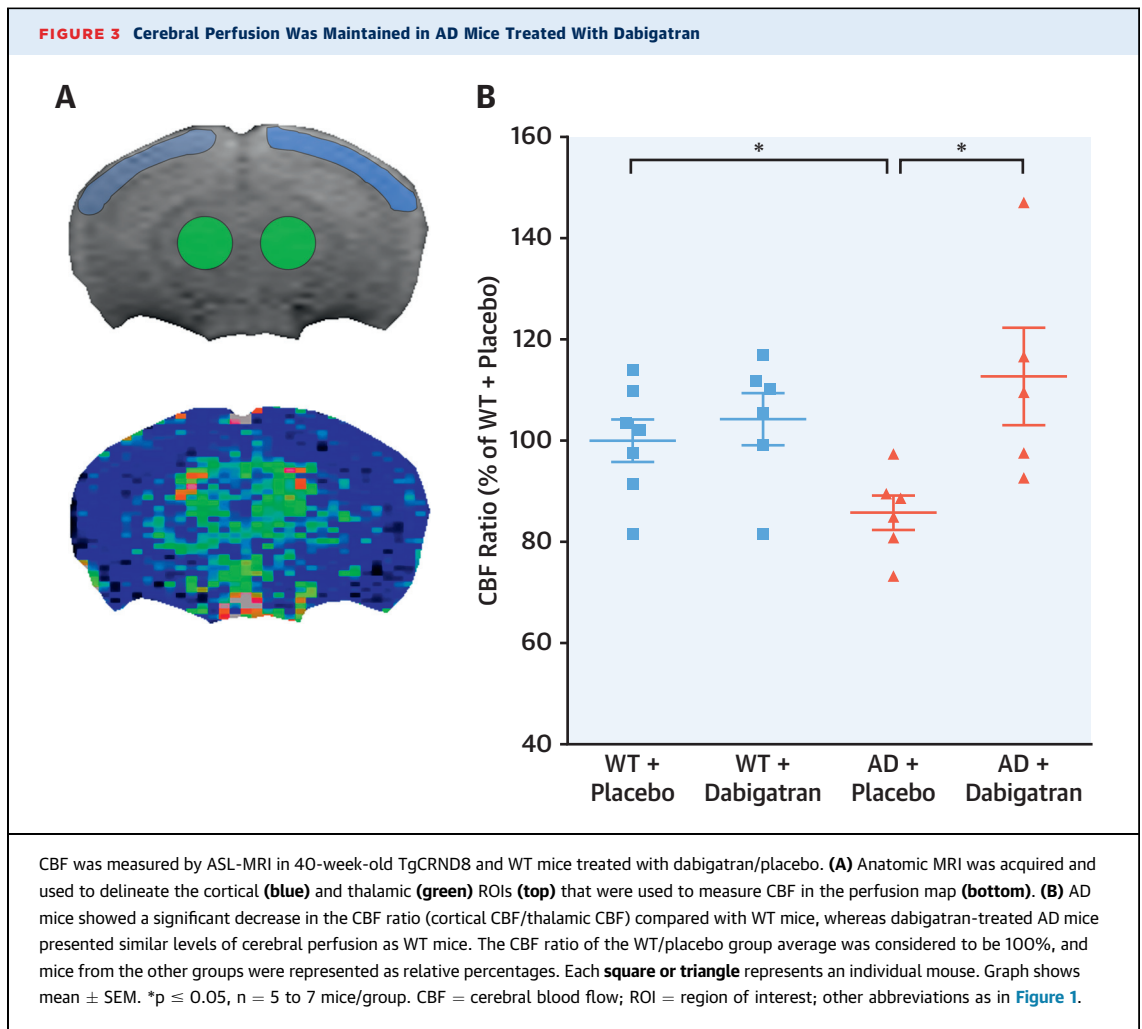 FIGURE 3 Cerebral Perfusion Was Maintained in AD Mice Treated With Dabigatran
A
B
160
140
120
100
80
60
40
CBF Ratio (% of WT + Placebo)
*
*
WT + Placebo
WT + Dabigatran
AD + Placebo
AD + Dabigatran
CBF was measured by ASL-MRI in 40-week-old TgCRND8 and WT mice treated with dabigatran/placebo. (A) Anatomic MRI was acquired and
used to delineate the cortical (blue) and thalamic (green) ROIs (top) that were used to measure CBF in the perfusion map (bottom). (B) AD
mice showed a significant decrease in the CBF ratio (cortical CBF/thalamic CBF) compared with WT mice, whereas dabigatran-treated AD mice
presented similar levels of cerebral perfusion as WT mice. The CBF ratio of the WT/placebo group average was considered to be 100%, and
mice from the other groups were represented as relative percentages. Each square or triangle represents an individual mouse. Graph shows
mean ± SEM. *p ≤ 0.05, n = 5 to 7 mice/group. CBF = cerebral blood flow; ROI = region of interest; other abbreviations as in Figure 1.